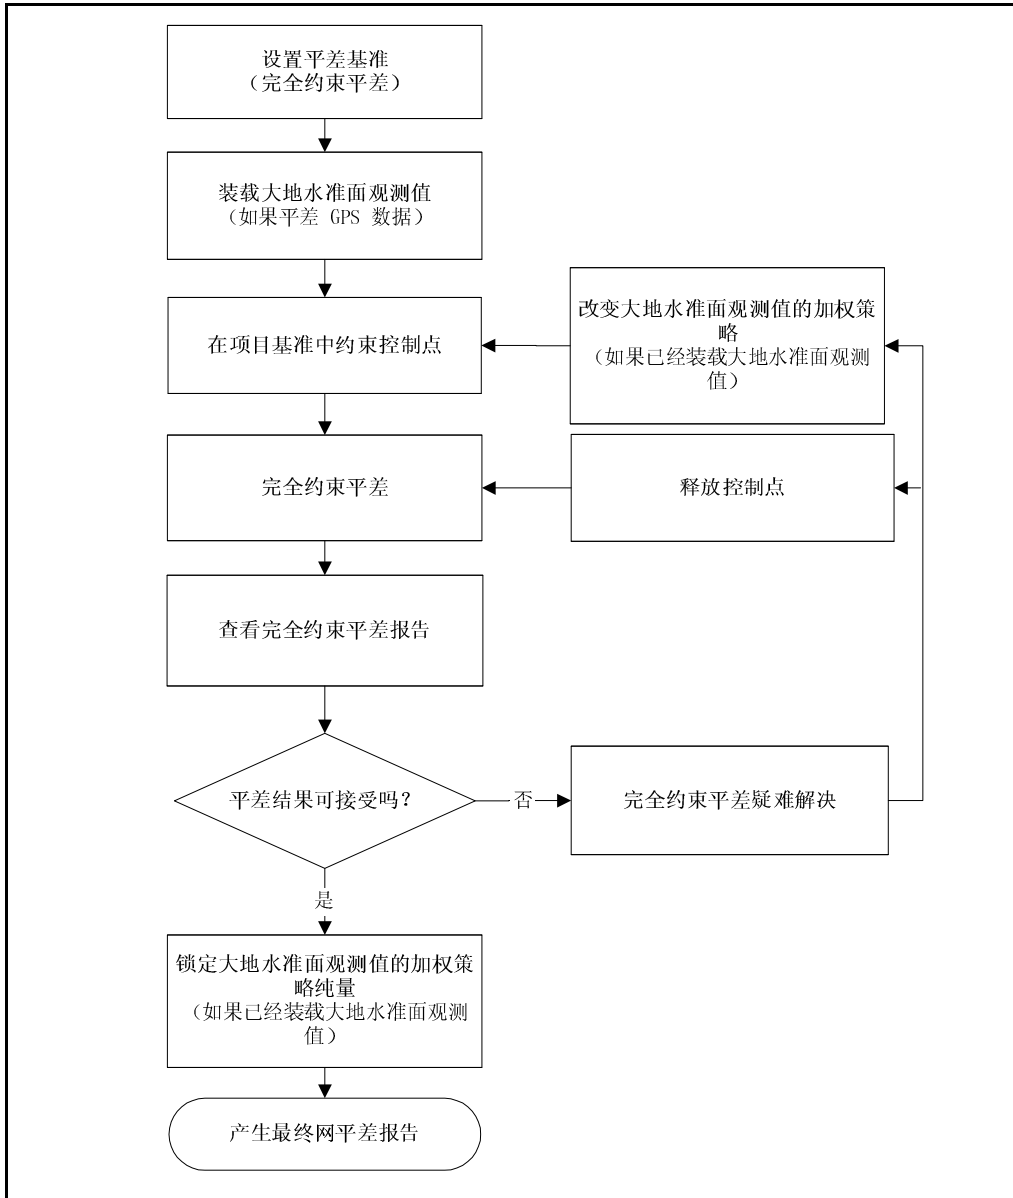 设置平差基准
（完全约束平差）
装载大地水准面观测值
（如果平差 GPS 数据）
在项目基准中约束控制点
改变大地水准面观测值的加权策
略
（如果已经装载大地水准面观测
值）
完全约束平差
释放控制点
查看完全约束平差报告
平差结果可接受吗？
否
完全约束平差疑难解决
是
锁定大地水准面观测值的加权策
略纯量
（如果已经装载大地水准面观测
值）
产生最终网平差报告